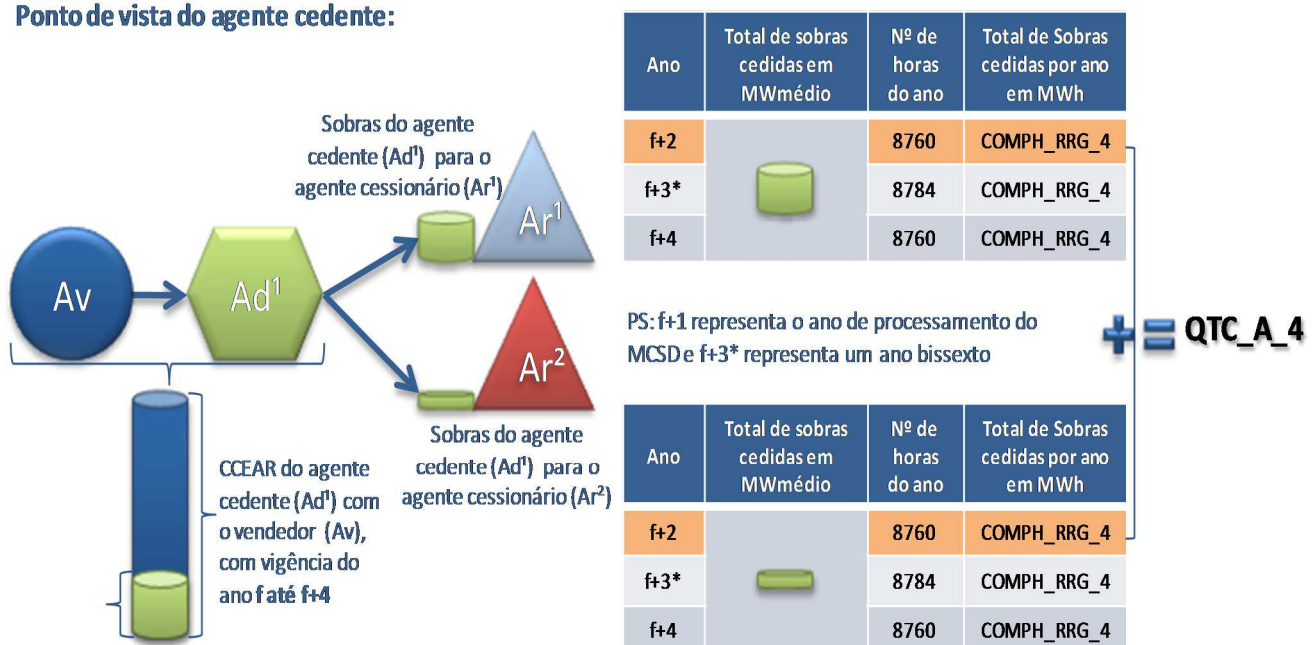 Ponto de vista do agente cedente:
Sobras do agente
cedente (Ad¹) para o
agente cessionário (Ar¹)
Av
Ad¹
Ar¹
Ar²
Sobras do agente
cedente (Ad¹) para o
agente cessionário (Ar²)
CCEAR do agente
cedente (Ad¹) com
o vendedor (Av),
com vigência do
ano f até f+4
Ano
Total de sobras
cedidas em
MWmédio
Nº de
horas
do ano
Total de Sobras
cedidas por ano
em MWh
f+2 8760 COMPH_RRG_4
f+3* 8784 COMPH_RRG_4
f+4 8760 COMPH_RRG_4
PS: f+1 representa o ano de processamento do
MCSD e f+3* representa um ano bissexto
+ = QTC_A_4
Ano
Total de sobras
cedidas em
MWmédio
Nº de
horas
do ano
Total de Sobras
cedidas por ano
em MWh
f+2 8760 COMPH_RRG_4
f+3* 8784 COMPH_RRG_4
f+4 8760 COMPH_RRG_4